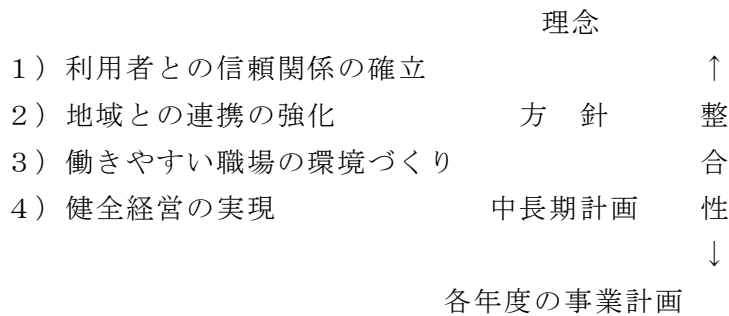 理念
１）利用者との信頼関係の確立 ↑
２）地域との連携の強化 方　針 整
３）働きやすい職場の環境づくり 合
４）健全経営の実現 中長期計画 性
↓
各年度の事業計画